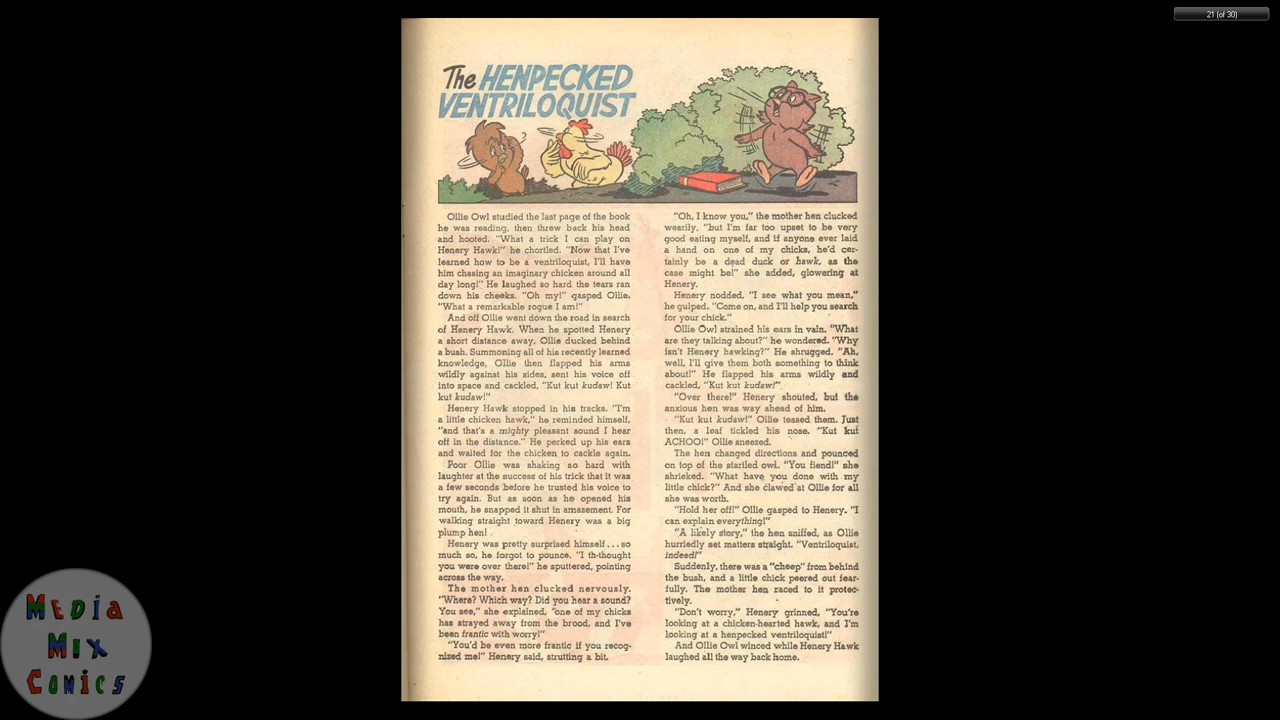 21 (of 30)
The HENPECKED
VENTRILOQUIST
Ollie Owl studied the last page of the book
he was reading, then threw back his head
and hooted. "What a trick I can play on
Henery Hawk!" he chortled. "Now that I've
learned how to be a ventriloquist, I'll have
him chasing an imaginary chicken around all
day long!" He laughed so hard the tears ran
down his cheeks. "Oh my!" gasped Ollie.
"What a remarkable rogue I am!"
And off Ollie went down the road in search
of Henery Hawk. When he spotted Henery
a short distance away, Ollie ducked behind
a bush. Summoning all of his recently learned
knowledge, Ollie then flapped his arms
wildly against his sides, sent his voice off
into space and cackled, "Kut kut kudaw! Kut
kut kudaw!"
Henery Hawk stopped in his tracks. "I'm
a little chicken hawk," he reminded himself,
"and that's a mighty pleasant sound I hear
off in the distance." He perked up his ears
and waited for the chicken to cackle again.
Poor Ollie was shaking so hard with
laughter at the success of his trick that it was
a few seconds before he trusted his voice to
try again. But as soon as he opened his
mouth, he snapped it shut in amazement. For
walking straight toward Henery was a big
plump hen!
Henery was pretty surprised himself...so
much so, he forgot to pounce. "I th-thought
you were over there!" he sputtered, pointing
across the way.
The mother hen clucked nervously.
"Where? Which way? Did you hear a sound?
You see," she explained, "one of my chicks
has strayed away from the brood, and I've
been frantic with worry!"
"You'd be even more frantic if you recog-
nized me!" Henery said, strutting a bit.
"Oh, I know you," the mother hen clucked
wearily, "but I'm far too upset to be very
good eating myself, and if anyone ever laid
a hand on one of my chicks, he'd cer-
tainly be a dead duck or hawk, as the
case might be!" she added, glowering at
Henery.
Henery nodded. "I see what you mean,"
he gulped. "Come on, and I'll help you search
for your chick."
Ollie Owl strained his ears in vain. "What
are they talking about?" he wondered. "Why
isn't Henery hawking?" He shrugged. "Ah,
well, I'll give them both something to think
about!" He flapped his arms wildly and
cackled, "Kut kut kudaw!"
"Over there!" Henery shouted, but the
anxious hen was way ahead of him.
"Kut kut kudaw!" Ollie teased them. Just
then, a leaf tickled his nose. "Kut kut
ACHOO!" Ollie sneezed.
The hen changed directions and pounced
on top of the startled owl. "You fiend!" she
shrieked. "What have you done with my
little chick?" And she clawed at Ollie for all
she was worth.
"Hold her off!" Ollie gasped to Henery. "I
can explain everything!"
"A likely story," the hen sniffed, as Ollie
hurriedly set matters straight. "Ventriloquist,
indeed!"
Suddenly, there was a "cheep" from behind
the bush, and a little chick peered out fear-
fully. The mother hen raced to it protec-
tively.
"Don't worry," Henery grinned, "You're
looking at a chicken-hearted hawk, and I'm
looking at a henpecked ventriloquist!"
And Ollie Owl winced while Henery Hawk
laughed all the way back home.
MEDIA
MIX
COMICS